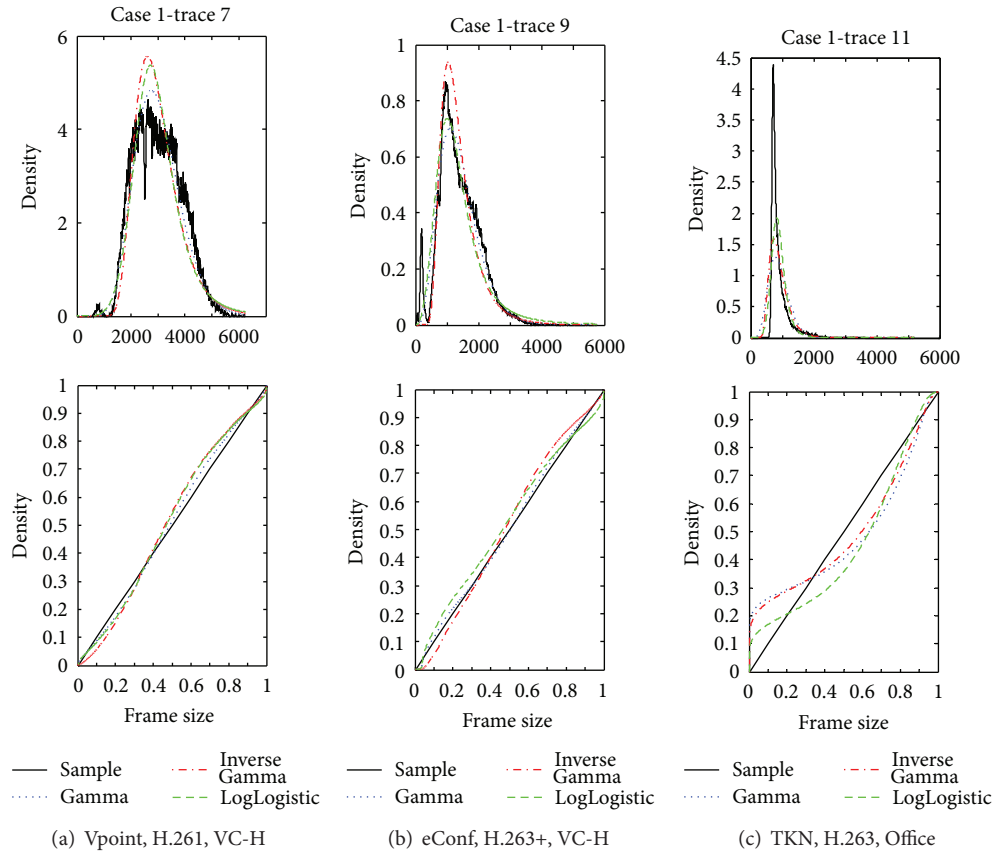 Case 1-trace 7
6
4
2
0
Density
0 2000 4000 6000
Case 1-trace 9
1
0.8
0.6
0.4
0.2
0
Density
0 2000 4000 6000
Case 1-trace 11
4.5
4
3.5
3
2.5
2
1.5
1
0.5
0
Density
0 2000 4000 6000
1
0.9
0.8
0.7
0.6
0.5
0.4
0.3
0.2
0.1
0
Density
0 0.2 0.4 0.6 0.8 1
Frame size
1
0.9
0.8
0.7
0.6
0.5
0.4
0.3
0.2
0.1
0
Density
0 0.2 0.4 0.6 0.8 1
Frame size
1
0.9
0.8
0.7
0.6
0.5
0.4
0.3
0.2
0.1
0
Density
0 0.2 0.4 0.6 0.8 1
Frame size
Sample
Gamma
Inverse
Gamma
LogLogistic
(a) Vpoint, H.261, VC-H
Sample
Gamma
Inverse
Gamma
LogLogistic
(b) eConf, H.263+, VC-H
Sample
Gamma
Inverse
Gamma
LogLogistic
(c) TKN, H.263, Office